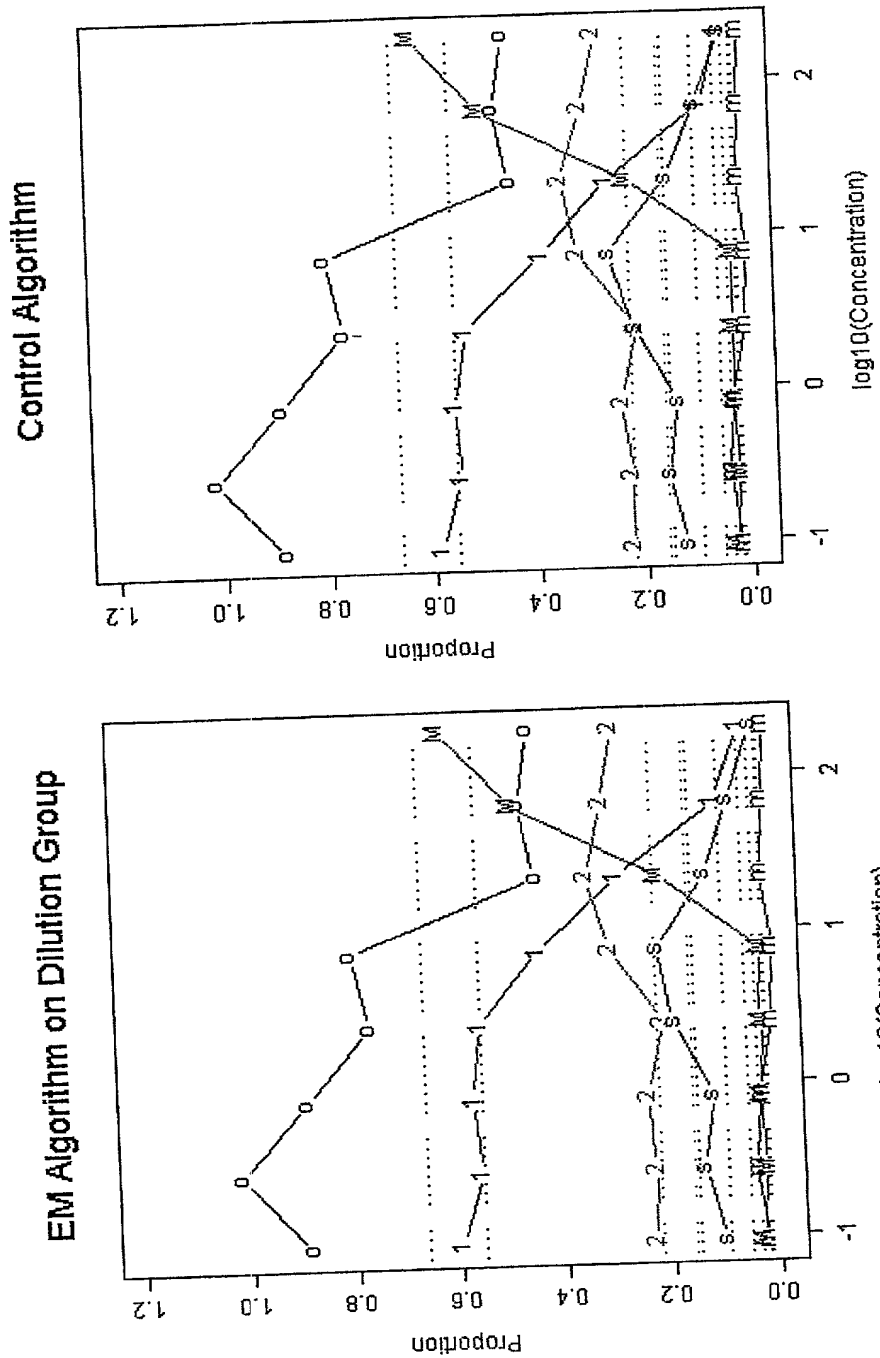 EM Algorithm on Dilution Group
Proportion
0.0 0.2 0.4 0.6 0.8 1.0 1.2
-1 0 1 2
(Concentration)
Control Algorithm
Proportion
0.0 0.2 0.4 0.6 0.8 1.0 1.2
-1 0 1 2
log10(Concentration)